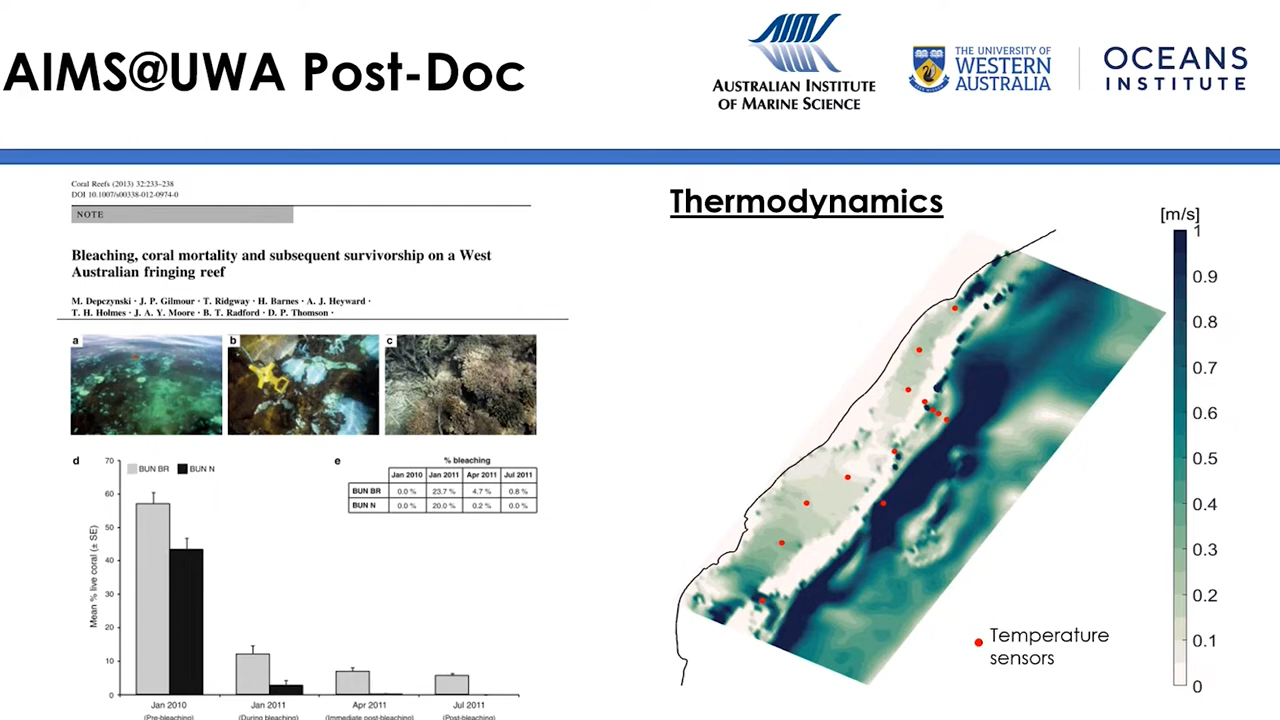 AIMS@UWA Post-Doc
AIMS
AUSTRALIAN INSTITUTE
OF MARINE SCIENCE
THE UNIVERSITY OF
WESTERN
AUSTRALIA
OCEANS
INSTITUTE
Coral Reefs (2013) 32:233–238
DOI 10.1007/s00338-012-0974-0
NOTE
Bleaching, coral mortality and subsequent survivorship on a West
Australian fringing reef
M. Depczynski · J. P. Gilmour · T. Ridgway · H. Barnes · A. J. Heyward ·
T. H. Holmes · J. A. Y. Moore · B. T. Radford · D. P. Thomson ·
a b c
d
BUN BR BUN N
Mean % live coral (± SE)
70
60
50
40
30
20
10
0
Jan 2010 Jan 2011 Apr 2011 Jul 2011
(Pre-bleaching) (During bleaching) (Immediate post-bleaching) (Post-bleaching)
e
% bleaching
Jan 2010 Jan 2011 Apr 2011 Jul 2011
BUN BR 0.0 % 23.7 % 4.7 % 0.8 %
BUN N 0.0 % 20.0 % 0.2 % 0.0 %
Thermodynamics
[m/s]
1
0.9
0.8
0.7
0.6
0.5
0.4
0.3
0.2
0.1
0
Temperature
sensors